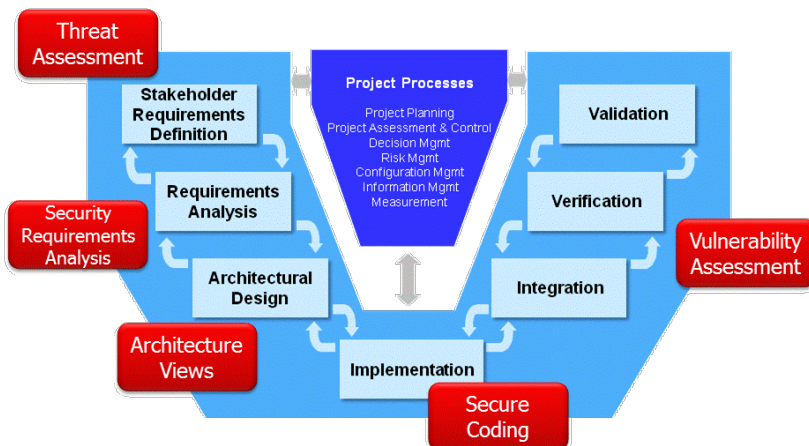 Threat
Assessment
Stakeholder
Requirements
Definition
Requirements
Analysis
Security
Requirements
Analysis
Architectural
Design
Architecture
Views
Project Processes
Project Planning
Project Assessment & Control
Decision Mgmt
Risk Mgmt
Configuration Mgmt
Information Mgmt
Measurement
Implementation
Secure
Coding
Validation
Verification
Integration
Vulnerability
Assessment